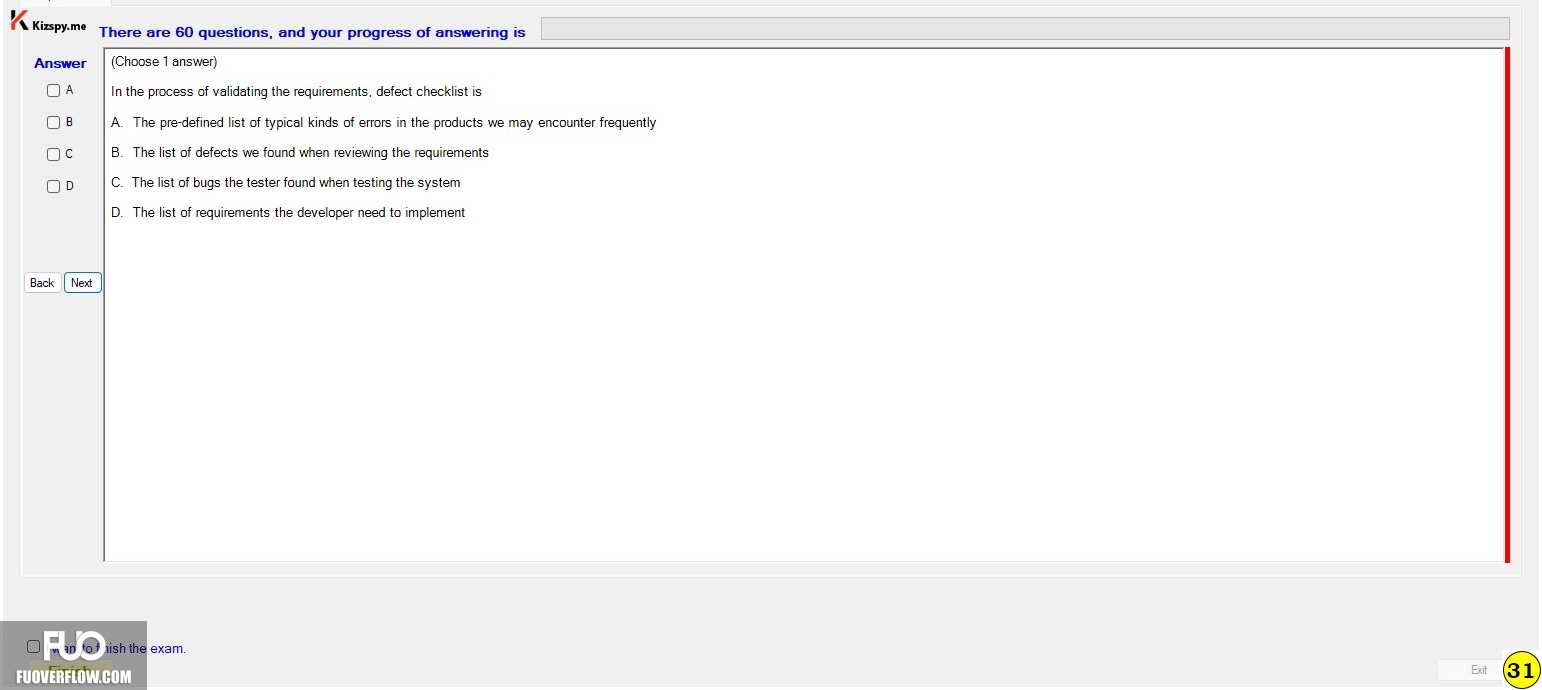 Kizspy.me
There are 60 questions, and your progress of answering is
Answer
(Choose 1 answer)
A
In the process of validating the requirements, defect checklist is
B
A. The pre-defined list of typical kinds of errors in the products we may encounter frequently
C
B. The list of defects we found when reviewing the requirements
D
C. The list of bugs the tester found when testing the system
D. The list of requirements the developer need to implement
Back
Next
want to finish the exam.
Finish
FUO
FUOVERFLOW.COM
Exit
31